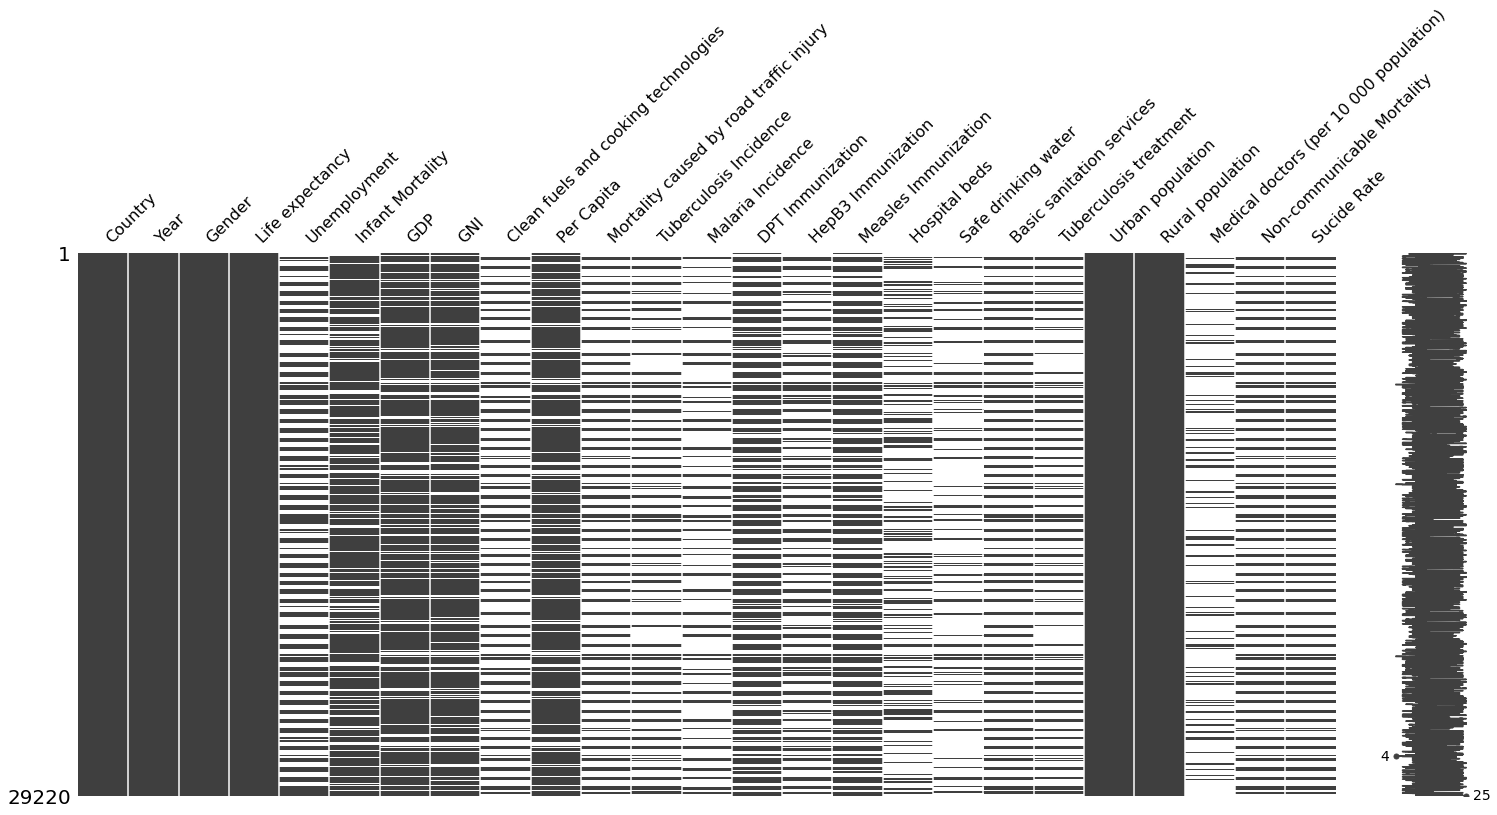 Country
Year
Gender
Life expectancy
Unemployment
Infant Mortality
GDP
GNI
Clean fuels and cooking technologies
Per Capita
Mortality caused by road traffic injury
Tuberculosis Incidence
Malaria Incidence
DPT Immunization
HepB3 Immunization
Measles Immunization
Hospital beds
Safe drinking water
Basic sanitation services
Tuberculosis treatment
Urban population
Rural population
Medical doctors (per 10 000 population)
Non-communicable Mortality
Sucide Rate
1
4
29220
25